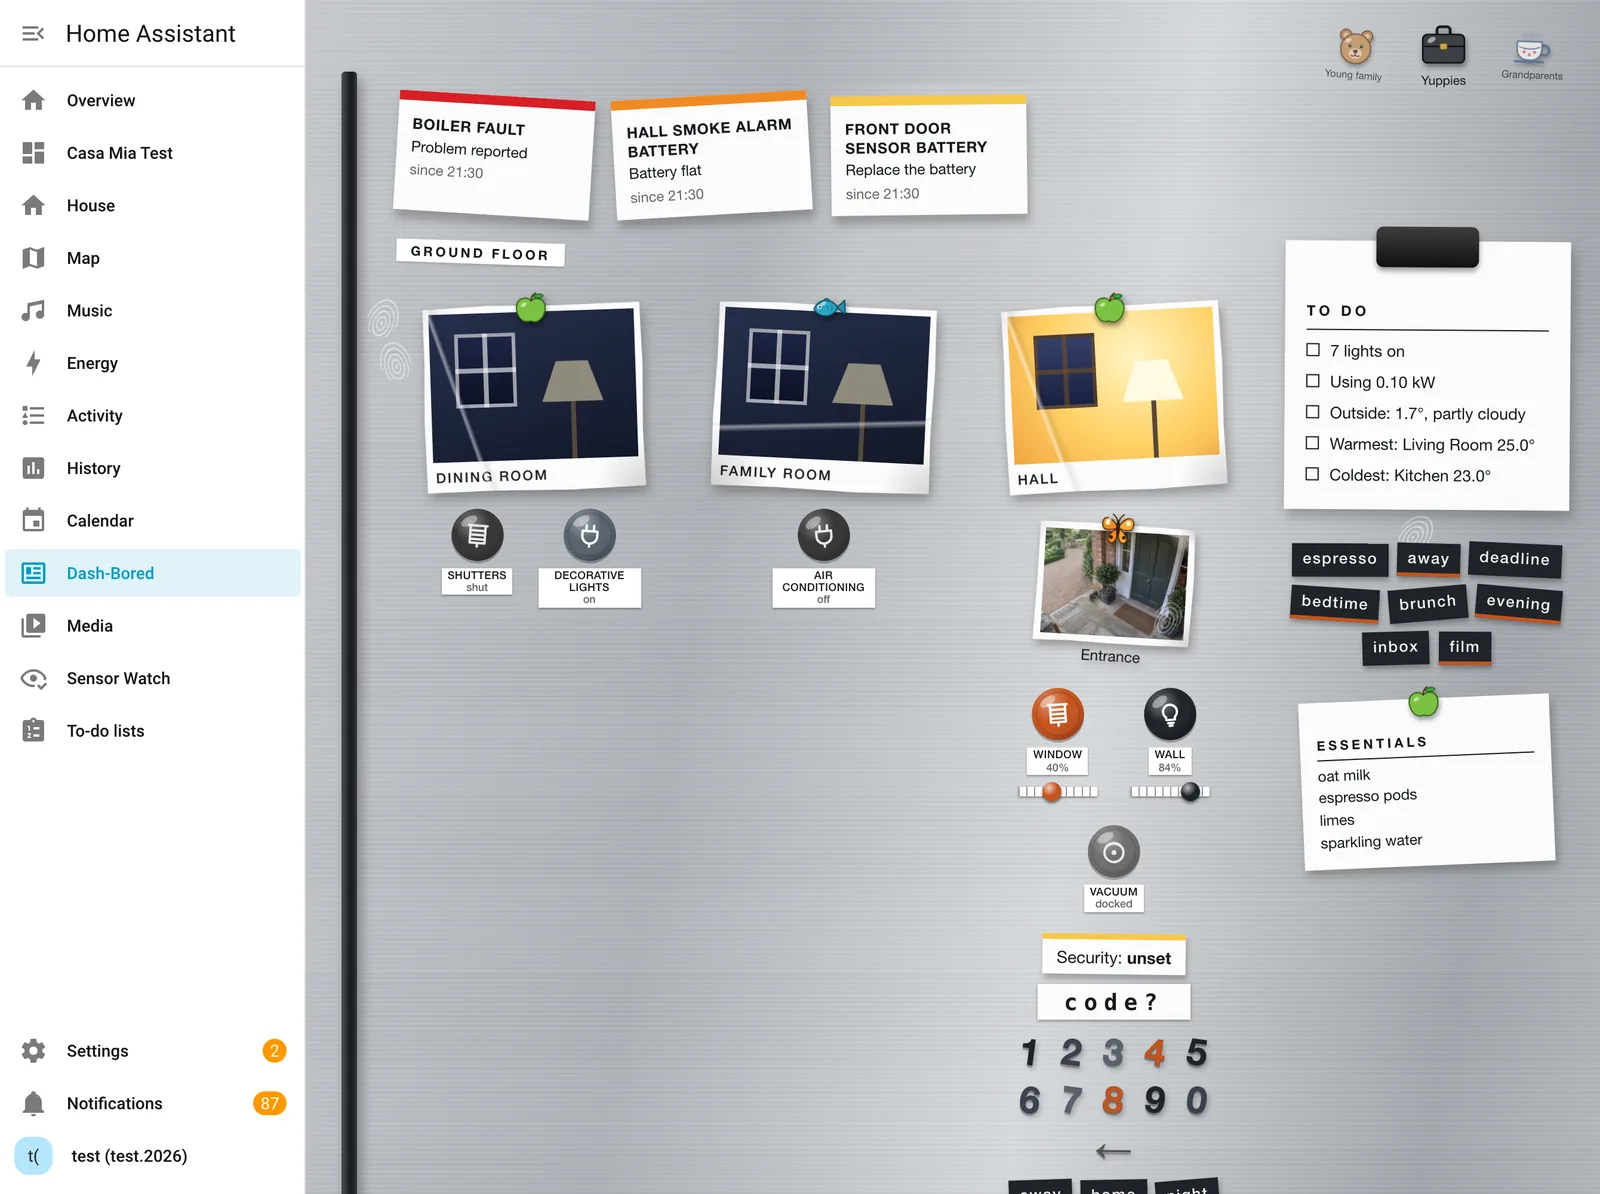 Home Assistant
Overview
Casa Mia Test
House
Map
Music
Energy
Activity
History
Calendar
Dash-Bored
Media
Sensor Watch
To-do lists
Settings
2
Notifications
87
t(
test (test.2026)
Young family
Yuppies
Grandparents
BOILER FAULT
Problem reported
since 21:30
HALL SMOKE ALARM
BATTERY
Battery flat
since 21:30
FRONT DOOR
SENSOR BATTERY
Replace the battery
since 21:30
GROUND FLOOR
DINING ROOM
SHUTTERS
shut
DECORATIVE
LIGHTS
on
FAMILY ROOM
AIR
CONDITIONING
off
HALL
Entrance
WINDOW
40%
WALL
84%
VACUUM
docked
Security: unset
code?
1 2 3 4 5
6 7 8 9 0
←
away home night
TO DO
7 lights on
Using 0.10 kW
Outside: 1.7°, partly cloudy
Warmest: Living Room 25.0°
Coldest: Kitchen 23.0°
espresso away deadline
bedtime brunch evening
inbox film
ESSENTIALS
oat milk
espresso pods
limes
sparkling water